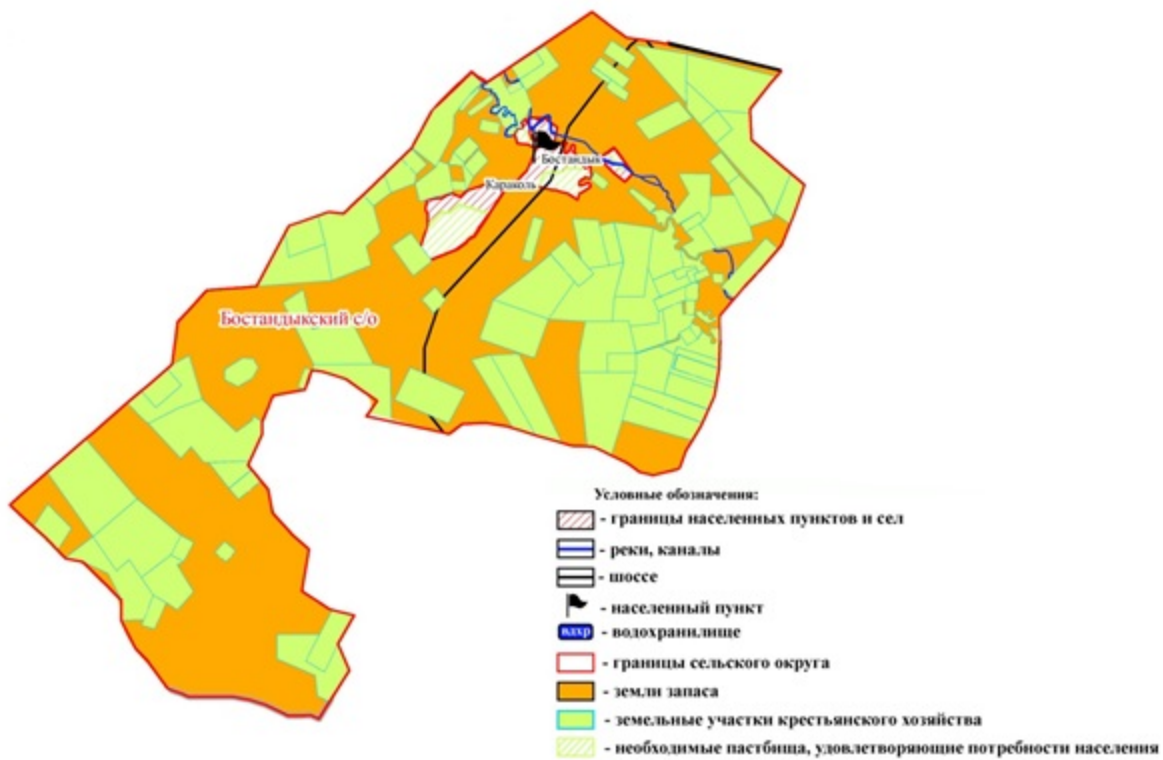 Бостандык
Караколь
Бостандыкский с/о
Условные обозначения:
- границы населенных пунктов и сел
- реки, каналы
- шоссе
- населенный пункт
вдхр - водохранилище
- границы сельского округа
- земли запаса
- земельные участки крестьянского хозяйства
- необходимые пастбища, удовлетворяющие потребности населения